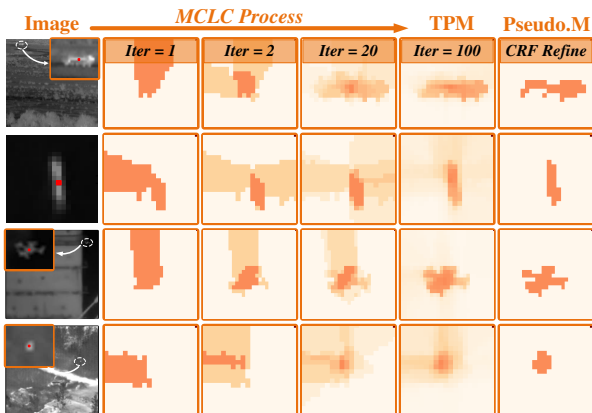 Image MCLC Process TPM Pseudo.M
Iter = 1 Iter = 2 Iter = 20 Iter = 100 CRF Refine